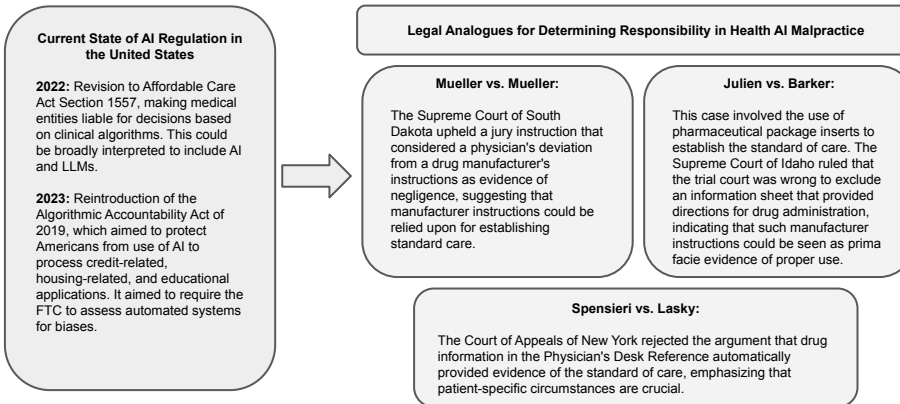 Current State of AI Regulation in
the United States
2022: Revision to Affordable Care
Act Section 1557, making medical
entities liable for decisions based
on clinical algorithms. This could
be broadly interpreted to include AI
and LLMs.
2023: Reintroduction of the
Algorithmic Accountability Act of
2019, which aimed to protect
Americans from use of AI to
process credit-related,
housing-related, and educational
applications. It aimed to require the
FTC to assess automated systems
for biases.
Legal Analogues for Determining Responsibility in Health AI Malpractice
Mueller vs. Mueller:
The Supreme Court of South
Dakota upheld a jury instruction that
considered a physician's deviation
from a drug manufacturer's
instructions as evidence of
negligence, suggesting that
manufacturer instructions could be
relied upon for establishing
standard care.
Julien vs. Barker:
This case involved the use of
pharmaceutical package inserts to
establish the standard of care. The
Supreme Court of Idaho ruled that
the trial court was wrong to exclude
an information sheet that provided
directions for drug administration,
indicating that such manufacturer
instructions could be seen as prima
facie evidence of proper use.
Spensieri vs. Lasky:
The Court of Appeals of New York rejected the argument that drug
information in the Physician's Desk Reference automatically
provided evidence of the standard of care, emphasizing that
patient-specific circumstances are crucial.